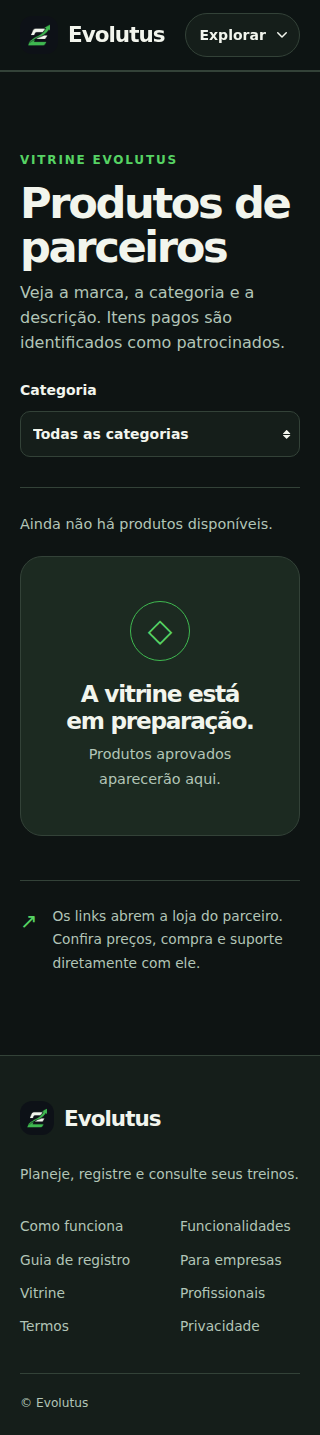 Evolutus
Explorar
VITRINE EVOLUTUS
Produtos de
parceiros
Veja a marca, a categoria e a
descrição. Itens pagos são
identificados como patrocinados.
Categoria
Todas as categorias
Ainda não há produtos disponíveis.
A vitrine está
em preparação.
Produtos aprovados
aparecerão aqui.
↗ Os links abrem a loja do parceiro.
Confira preços, compra e suporte
diretamente com ele.
Evolutus
Planeje, registre e consulte seus treinos.
Como funciona
Funcionalidades
Guia de registro
Para empresas
Vitrine
Profissionais
Termos
Privacidade
© Evolutus